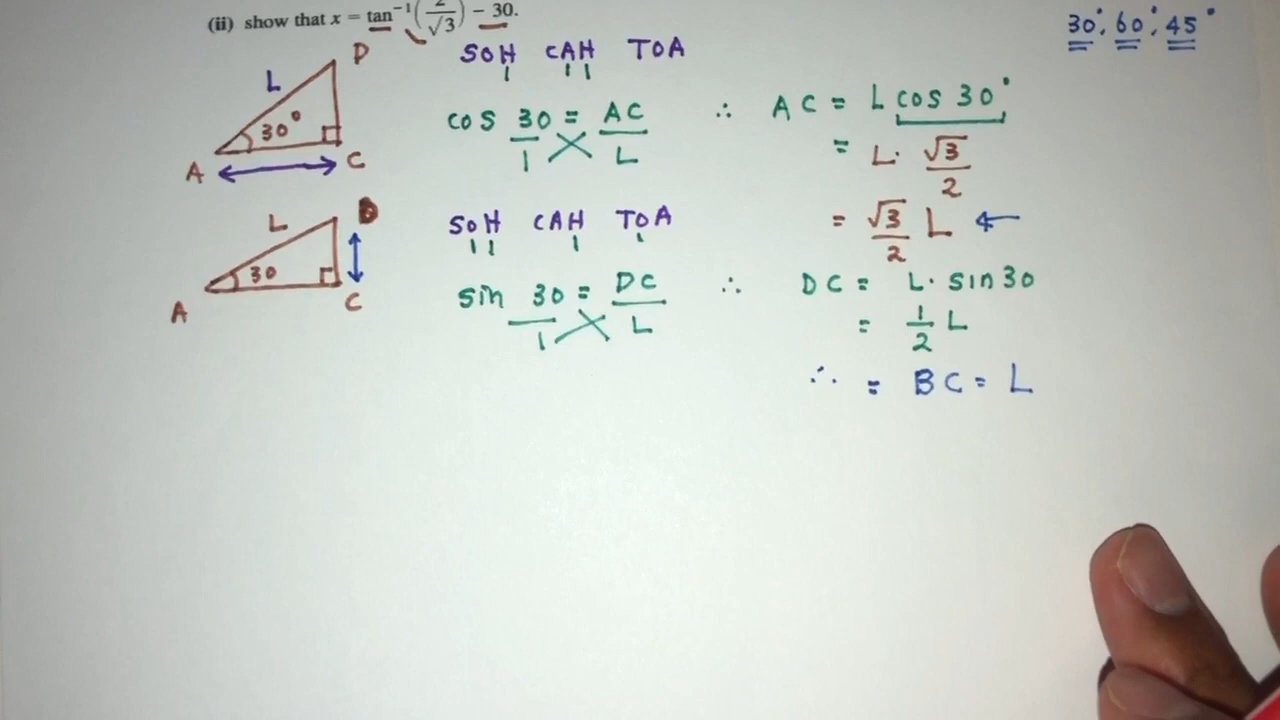 (ii) show that x = tan⁻¹(2/√3) − 30.
30°, 60°, 45°
D
L
30°
A
C
SOH CAH TOA
cos 30/1 = AC/L
∴ AC = L cos 30°
= L· √3/2
= √3/2 L ←
L
D
30
A
C
SOH CAH TOA
sin 30/1 = DC/L
∴ DC = L· sin 30
= 1/2 L
∴ = BC = L